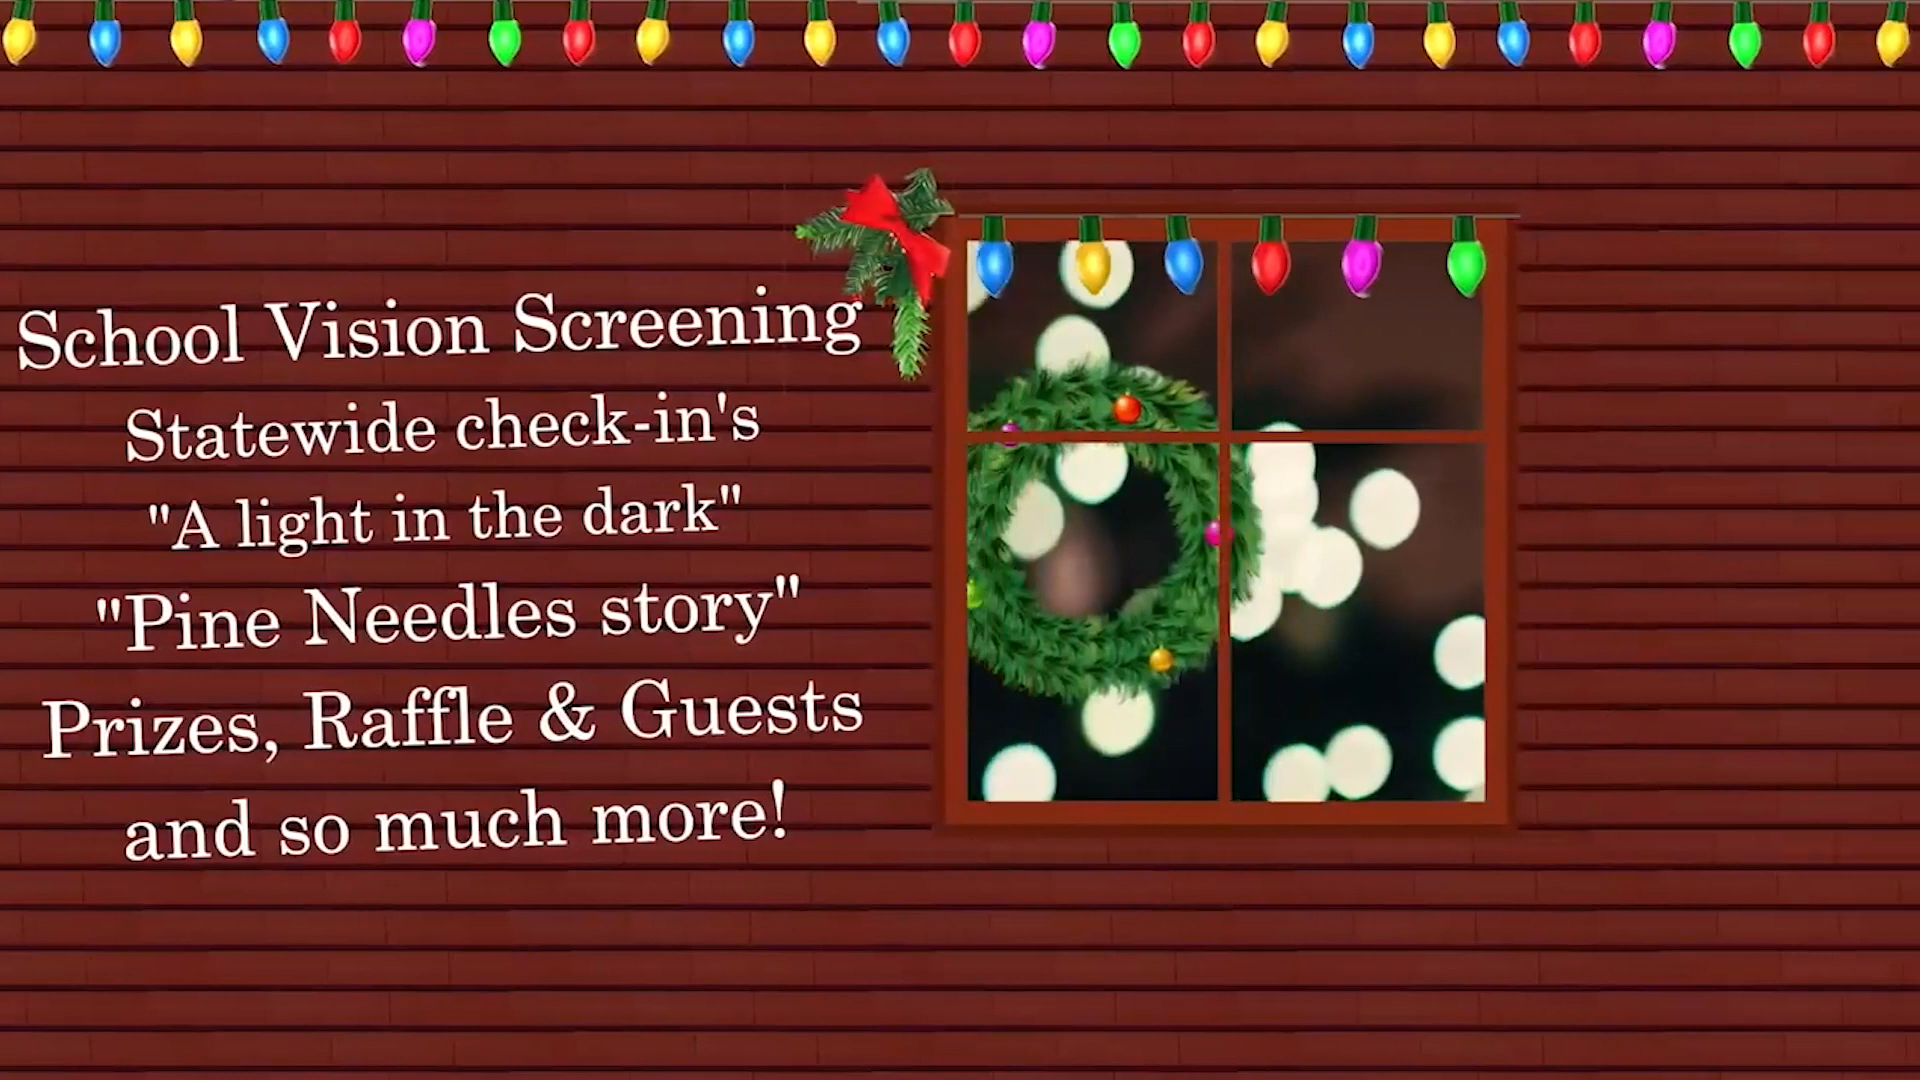 School Vision Screening
Statewide check-in's
"A light in the dark"
"Pine Needles story"
Prizes, Raffle & Guests
and so much more!